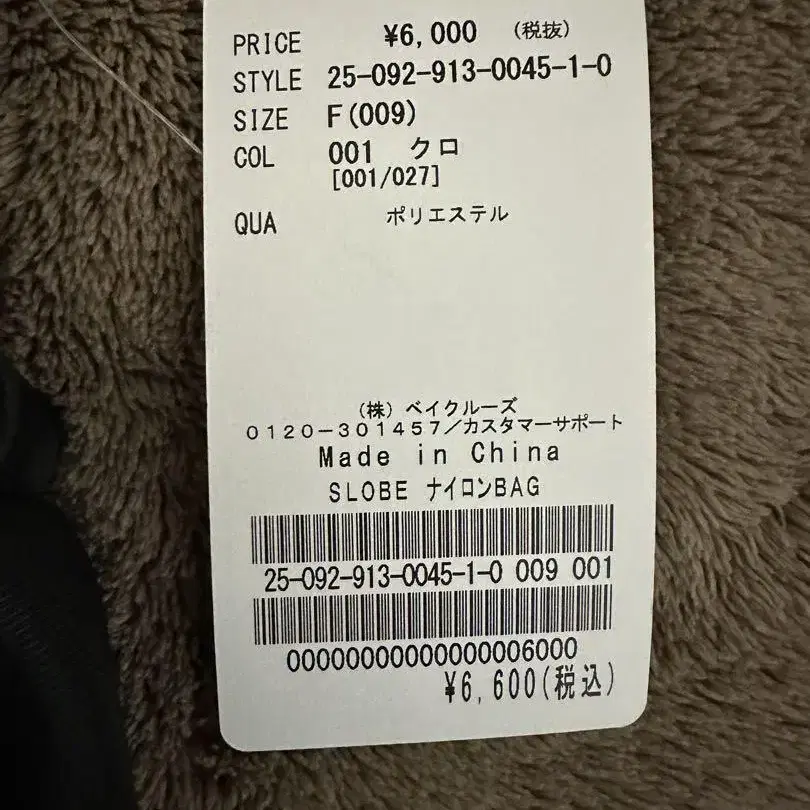 PRICE ¥6,000 (税抜)
STYLE 25-092-913-0045-1-0
SIZE F(009)
COL 001 クロ
[001/027]
QUA ポリエステル
(株) ベイクルーズ
0120-301457/カスタマーサポート
Made in China
SLOBE ナイロンBAG
25-092-913-0045-1-0 009 001
00000000000000006000
¥6,600(税込)